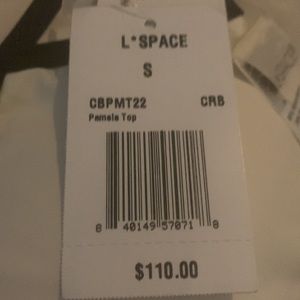 L*SPACE
S
CBPMT22 CRB
Pamela Top
8 40149 57071 8
$110.00